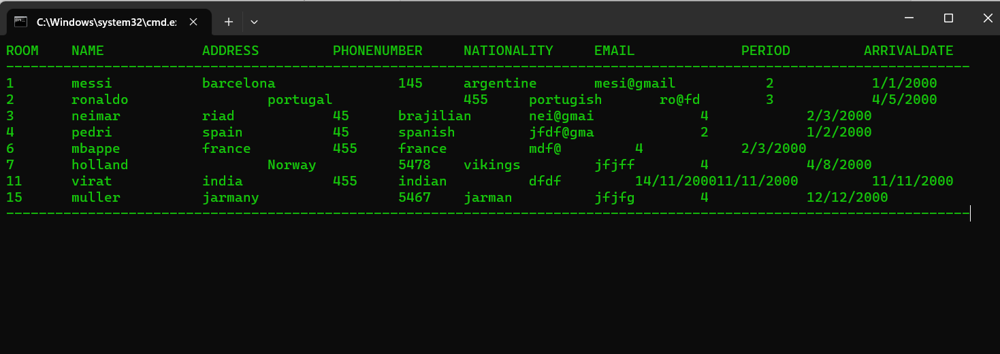 C:\Windows\system32\cmd.e:
ROOM NAME ADDRESS PHONENUMBER NATIONALITY EMAIL PERIOD ARRIVALDATE
----------------------------------------------------------------------------------------------------------------------
1 messi barcelona 145 argentine mesi@gmail 2 1/1/2000
2 ronaldo portugal 455 portugish ro@fd 3 4/5/2000
3 neimar riad 45 brajilian nei@gmai 4 2/3/2000
4 pedri spain 45 spanish jfdf@gma 2 1/2/2000
6 mbappe france 455 france mdf@ 4 2/3/2000
7 holland Norway 5478 vikings jfjff 4 4/8/2000
11 virat india 455 indian dfdf 14/11/200011/11/2000 11/11/2000
15 muller jarmany 5467 jarman jfjfg 4 12/12/2000
----------------------------------------------------------------------------------------------------------------------